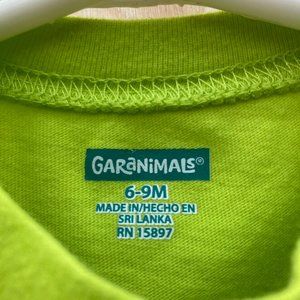 GARANiMALS®
6-9M
MADE IN/HECHO EN
SRI LANKA
RN 15897